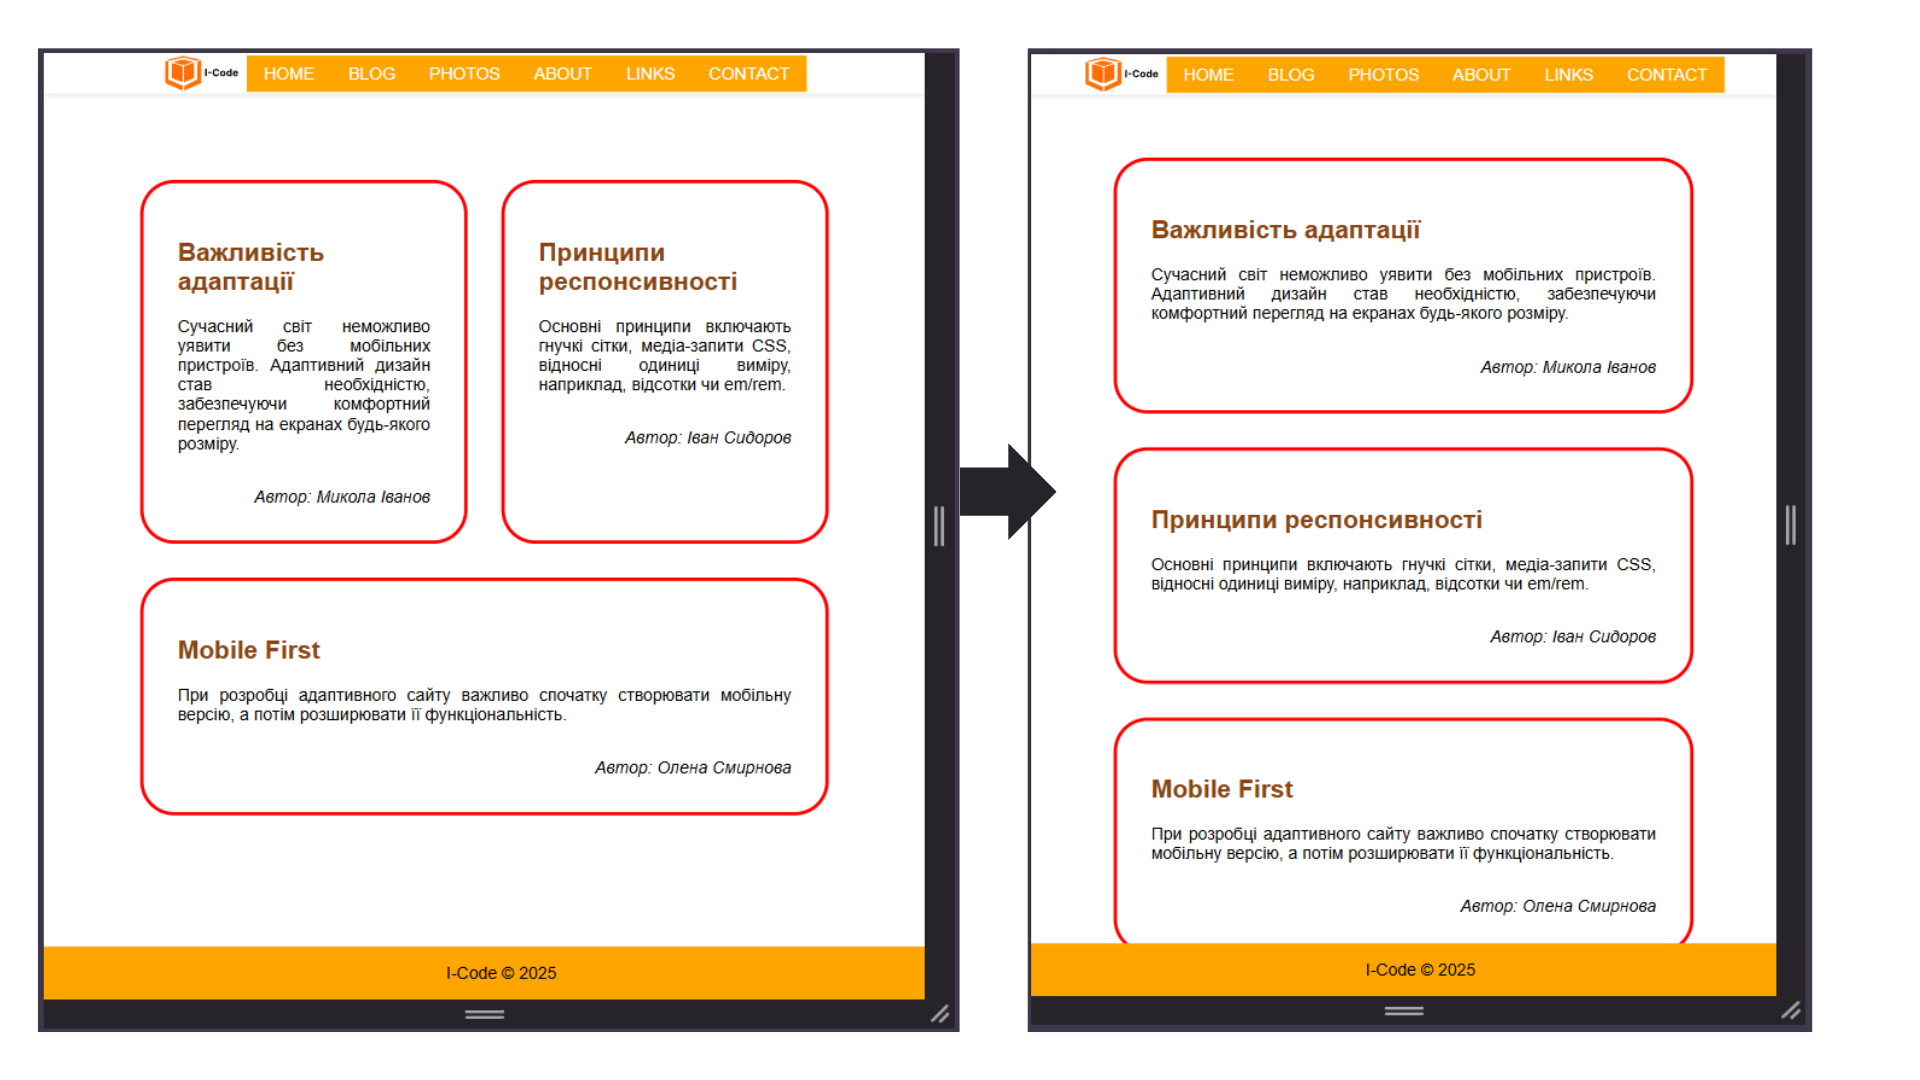 I-Code HOME BLOG PHOTOS ABOUT LINKS CONTACT
Важливість
адаптації
Сучасний світ неможливо
уявити без мобільних
пристроїв. Адаптивний дизайн
став необхідністю,
забезпечуючи комфортний
перегляд на екранах будь-якого
розміру.
Автор: Микола Іванов
Принципи
респонсивності
Основні принципи включають
гнучкі сітки, медіа-запити CSS,
відносні одиниці виміру,
наприклад, відсотки чи em/rem.
Автор: Іван Сидоров
Mobile First
При розробці адаптивного сайту важливо спочатку створювати мобільну
версію, а потім розширювати її функціональність.
Автор: Олена Смирнова
I-Code © 2025
I-Code HOME BLOG PHOTOS ABOUT LINKS CONTACT
Важливість адаптації
Сучасний світ неможливо уявити без мобільних пристроїв.
Адаптивний дизайн став необхідністю, забезпечуючи
комфортний перегляд на екранах будь-якого розміру.
Автор: Микола Іванов
Принципи респонсивності
Основні принципи включають гнучкі сітки, медіа-запити CSS,
відносні одиниці виміру, наприклад, відсотки чи em/rem.
Автор: Іван Сидоров
Mobile First
При розробці адаптивного сайту важливо спочатку створювати
мобільну версію, а потім розширювати її функціональність.
Автор: Олена Смирнова
I-Code © 2025